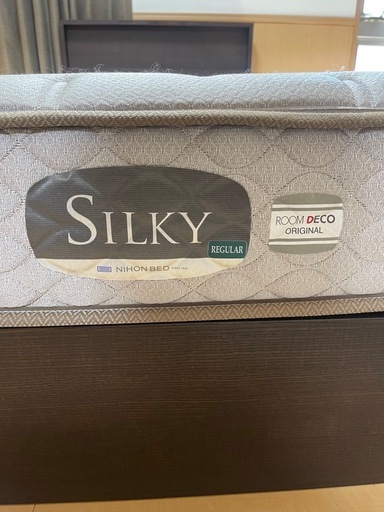 SILKY
REGULAR
NIHON BED
ROOM DECO
ORIGINAL